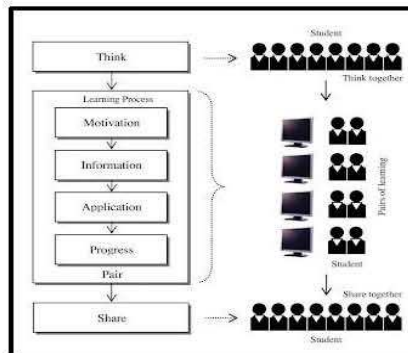 Student
Think
Think together
Learning Process
Motivation
Information
Application
Progress
Pair
Pairs of learning
Student
Share together
Share
Student